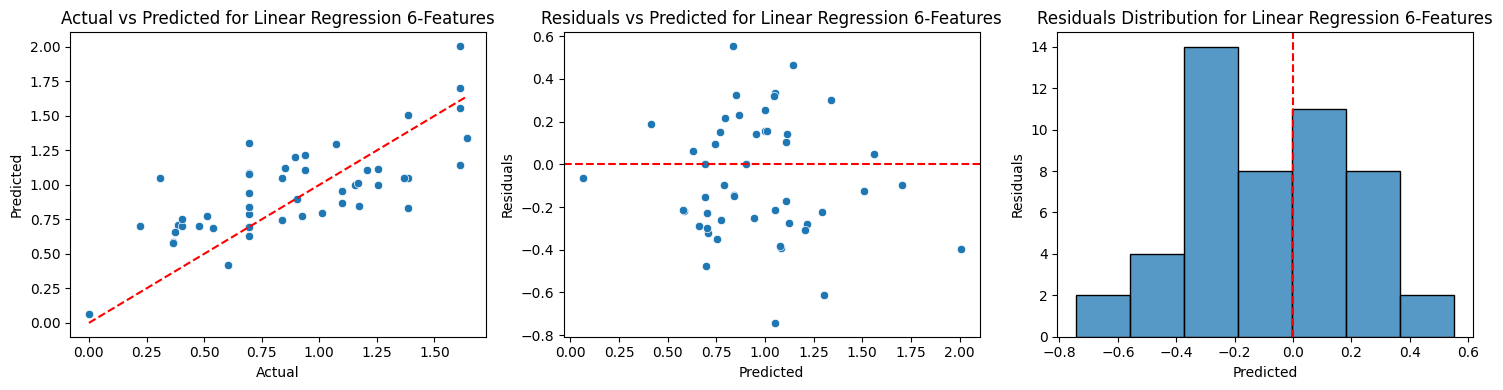 Actual vs Predicted for Linear Regression 6-Features
2.00
1.75
1.50
1.25
1.00
0.75
0.50
0.25
0.00
Predicted
0.00 0.25 0.50 0.75 1.00 1.25 1.50
Actual
Residuals vs Predicted for Linear Regression 6-Features
0.6
0.4
0.2
0.0
−0.2
−0.4
−0.6
−0.8
Residuals
0.00 0.25 0.50 0.75 1.00 1.25 1.50 1.75 2.00
Predicted
Residuals Distribution for Linear Regression 6-Features
14
12
10
8
6
4
2
0
Residuals
−0.8 −0.6 −0.4 −0.2 0.0 0.2 0.4 0.6
Predicted